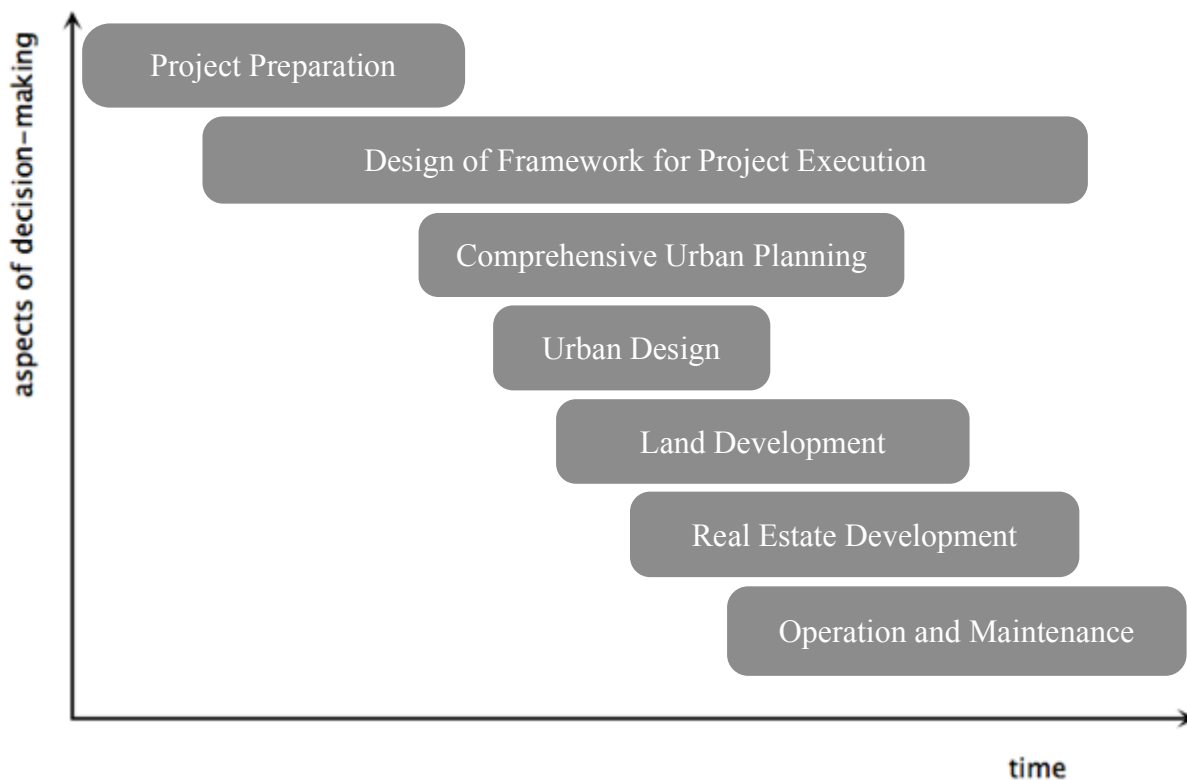 aspects of decision-making
Project Preparation
Design of Framework for Project Execution
Comprehensive Urban Planning
Urban Design
Land Development
Real Estate Development
Operation and Maintenance
time